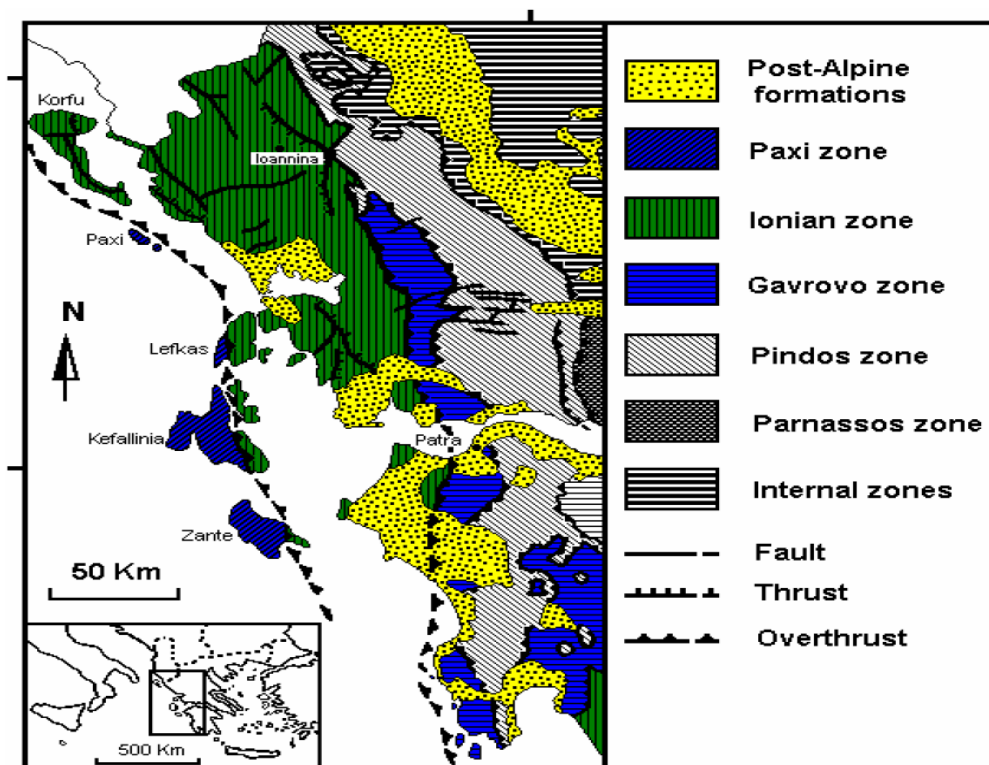 Korfu
Ioannina
Paxi
N
Lefkas
Kefallinia
Patra
Zante
50 Km
500 Km
Post-Alpine
formations
Paxi zone
Ionian zone
Gavrovo zone
Pindos zone
Parnassos zone
Internal zones
Fault
Thrust
Overthrust